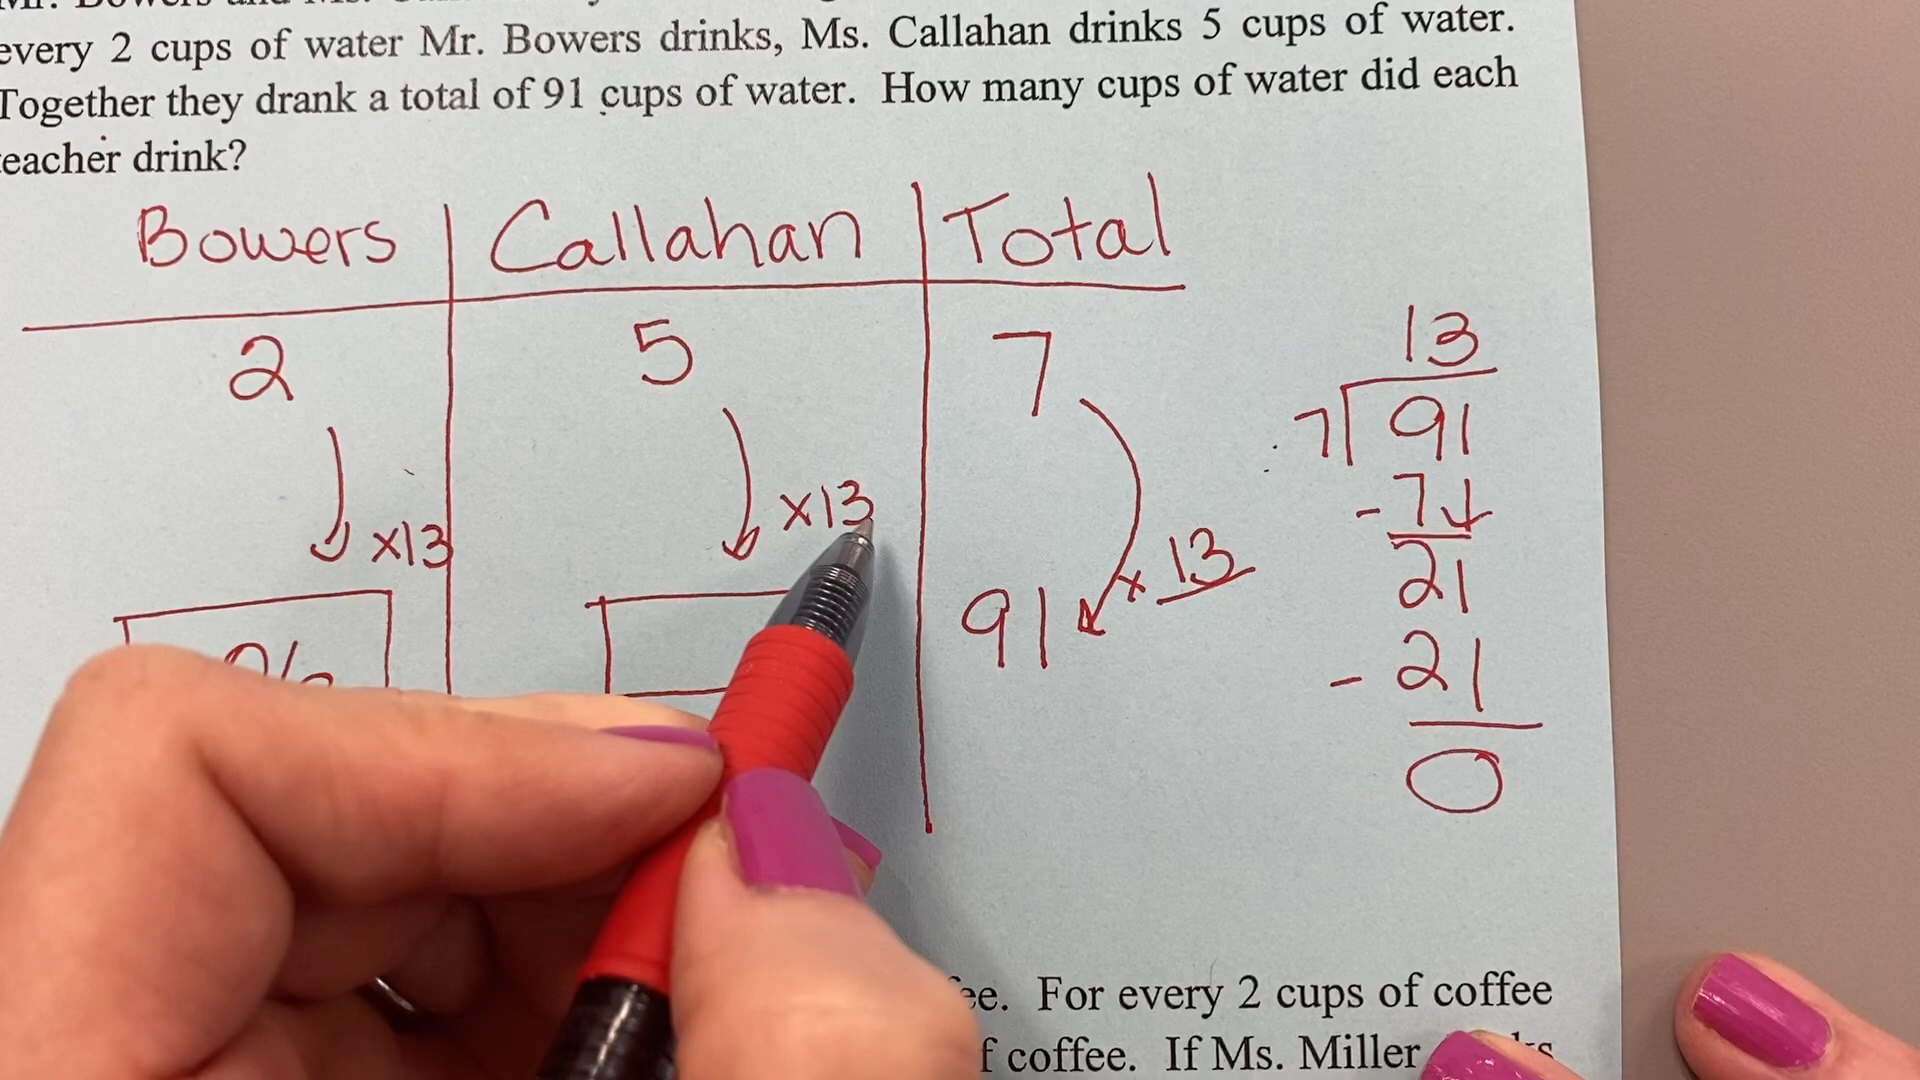 every 2 cups of water Mr. Bowers drinks, Ms. Callahan drinks 5 cups of water.
Together they drank a total of 91 cups of water. How many cups of water did each
teacher drink?
Bowers Callahan Total
2 5 7
×13 ×13 × 13
91
13
7 91
- 7↓
21
- 21
0
For every 2 cups of coffee
f coffee. If Ms. Miller